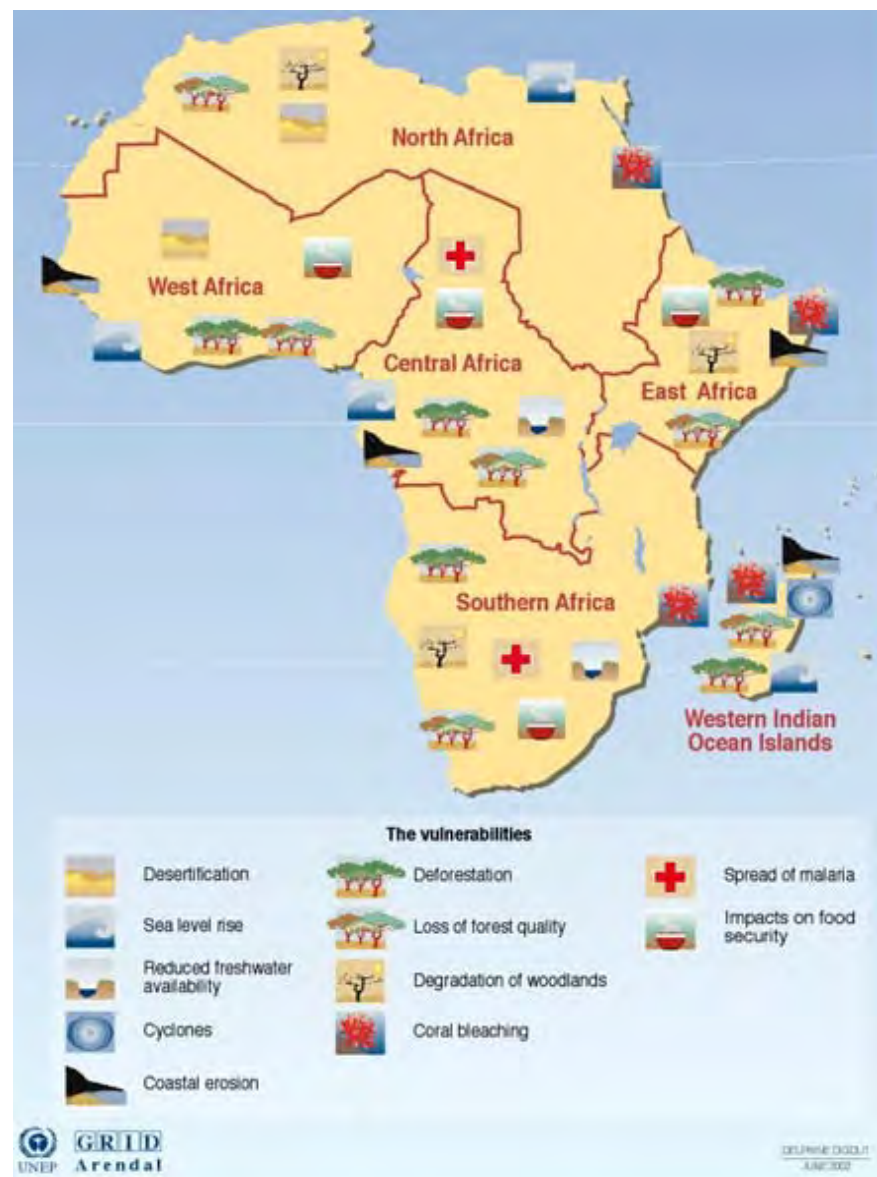 North Africa
West Africa
Central Africa
East Africa
Southern Africa
Western Indian
Ocean Islands
The vulnerabilities
Desertification
Sea level rise
Reduced freshwater
availability
Cyclones
Coastal erosion
Deforestation
Loss of forest quality
Degradation of woodlands
Coral bleaching
Spread of malaria
Impacts on food
security
UNEP
GRID
Arendal
JUNE 2002